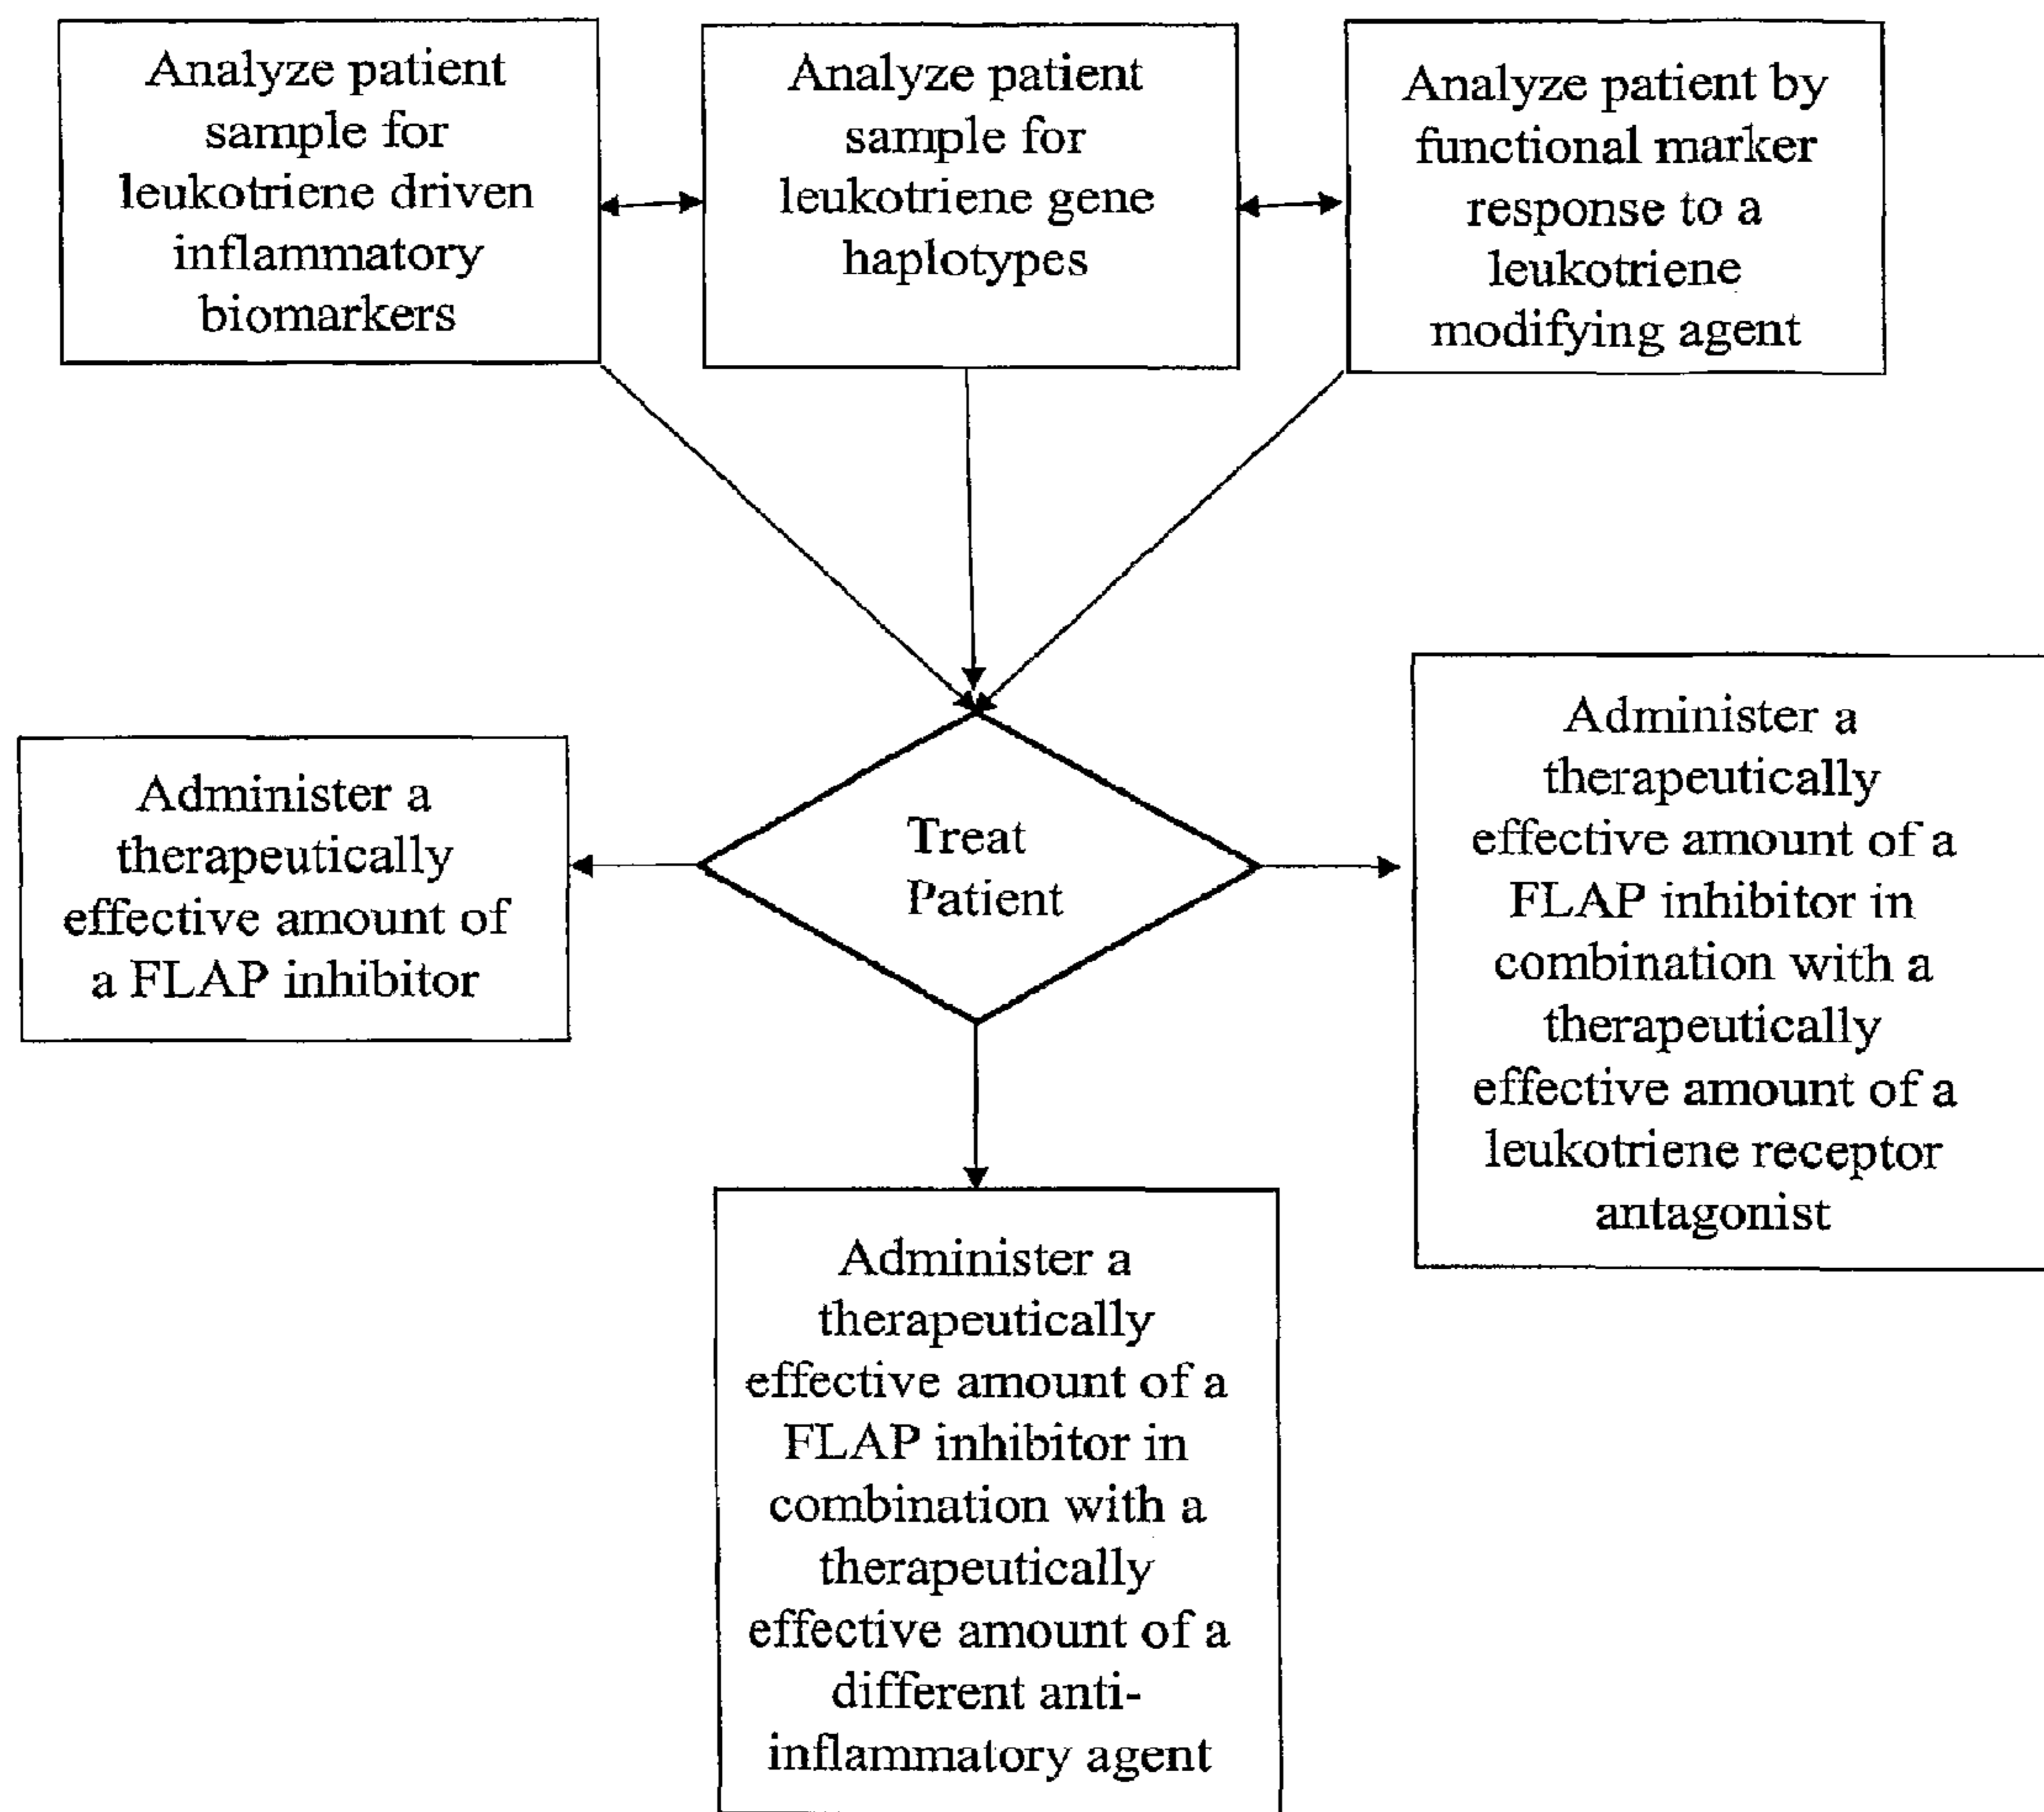 Analyze patient
sample for
leukotriene driven
inflammatory
biomarkers
Analyze patient
sample for
leukotriene gene
haplotypes
Analyze patient by
functional marker
response to a
leukotriene
modifying agent
Administer a
therapeutically
effective amount of
a FLAP inhibitor
Treat
Patient
Administer a
therapeutically
effective amount of a
FLAP inhibitor in
combination with a
therapeutically
effective amount of a
leukotriene receptor
antagonist
Administer a
therapeutically
effective amount of a
FLAP inhibitor in
combination with a
therapeutically
effective amount of a
different anti-
inflammatory agent